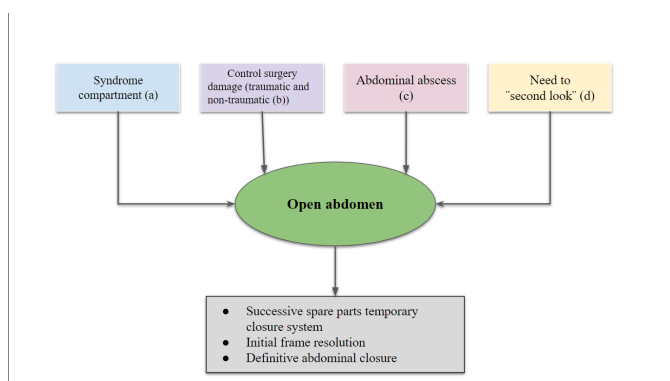 Syndrome
compartment (a)
Control surgery
damage (traumatic and
non-traumatic (b))
Abdominal abscess
(c)
Need to
"second look" (d)
Open abdomen
● Successive spare parts temporary
closure system
● Initial frame resolution
● Definitive abdominal closure